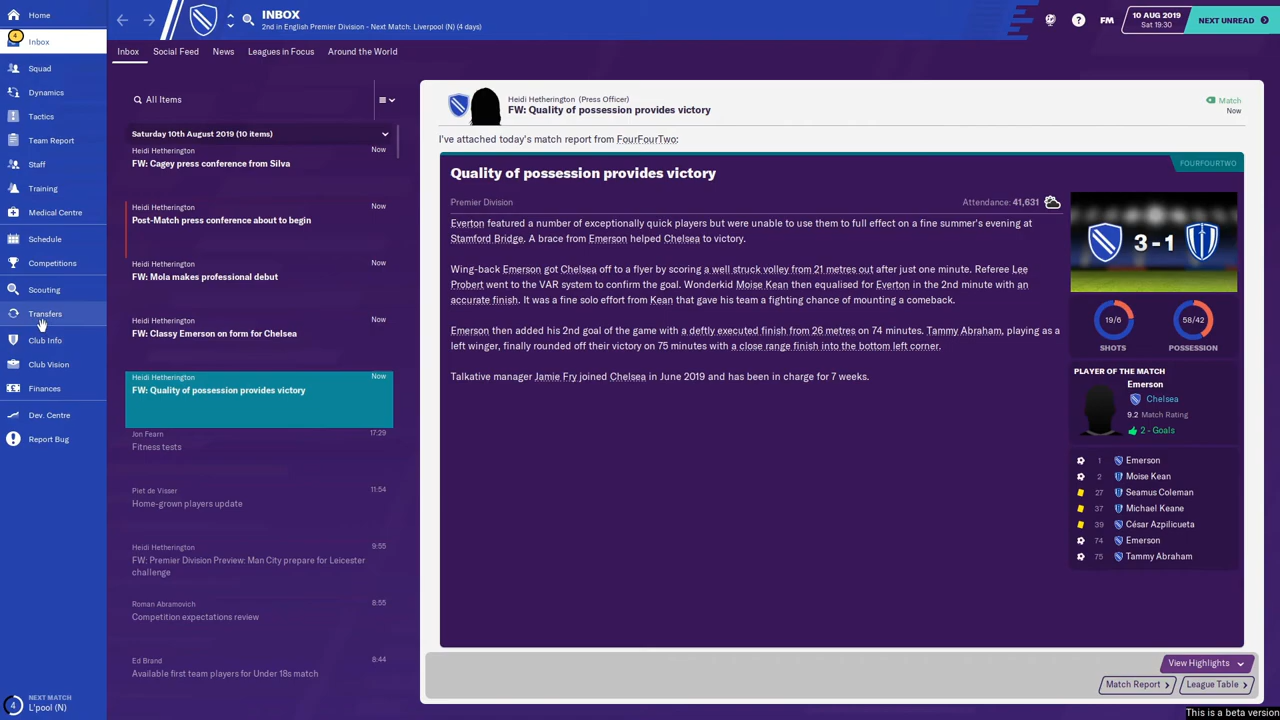 Home
4
Inbox
Squad
Dynamics
Tactics
Team Report
Staff
Training
Medical Centre
Schedule
Competitions
Scouting
Transfers
Club Info
Club Vision
Finances
Dev. Centre
Report Bug
4
NEXT MATCH
L'pool (N)
INBOX
2nd in English Premier Division - Next Match: Liverpool (N) (4 days)
?
FM
10 AUG 2019
Sat 19:30
NEXT UNREAD
Inbox
Social Feed
News
Leagues in Focus
Around the World
All Items
Saturday 10th August 2019 (10 items)
Heidi Hetherington
Now
FW: Cagey press conference from Silva
Heidi Hetherington
Now
Post-Match press conference about to begin
Heidi Hetherington
Now
FW: Mola makes professional debut
Heidi Hetherington
Now
FW: Classy Emerson on form for Chelsea
Heidi Hetherington
Now
FW: Quality of possession provides victory
Jon Fearn
17:29
Fitness tests
Piet de Visser
11:54
Home-grown players update
Heidi Hetherington
9:55
FW: Premier Division Preview: Man City prepare for Leicester
challenge
Roman Abramovich
8:55
Competition expectations review
Ed Brand
8:44
Available first team players for Under 18s match
Heidi Hetherington (Press Officer)
FW: Quality of possession provides victory
Match
Now
I've attached today's match report from FourFourTwo:
FOURFOURTWO
Quality of possession provides victory
Premier Division
Attendance: 41,631
Everton featured a number of exceptionally quick players but were unable to use them to full effect on a fine summer's evening at
Stamford Bridge. A brace from Emerson helped Chelsea to victory.
Wing-back Emerson got Chelsea off to a flyer by scoring a well struck volley from 21 metres out after just one minute. Referee Lee
Probert went to the VAR system to confirm the goal. Wonderkid Moise Kean then equalised for Everton in the 2nd minute with an
accurate finish. It was a fine solo effort from Kean that gave his team a fighting chance of mounting a comeback.
Emerson then added his 2nd goal of the game with a deftly executed finish from 26 metres on 74 minutes. Tammy Abraham, playing as a
left winger, finally rounded off their victory on 75 minutes with a close range finish into the bottom left corner.
Talkative manager Jamie Fry joined Chelsea in June 2019 and has been in charge for 7 weeks.
3 - 1
19/6
SHOTS
58/42
POSSESSION
PLAYER OF THE MATCH
Emerson
Chelsea
9.2 Match Rating
2 - Goals
1 Emerson
2 Moise Kean
27 Seamus Coleman
37 Michael Keane
39 César Azpilicueta
74 Emerson
75 Tammy Abraham
View Highlights
Match Report
League Table
This is a beta version